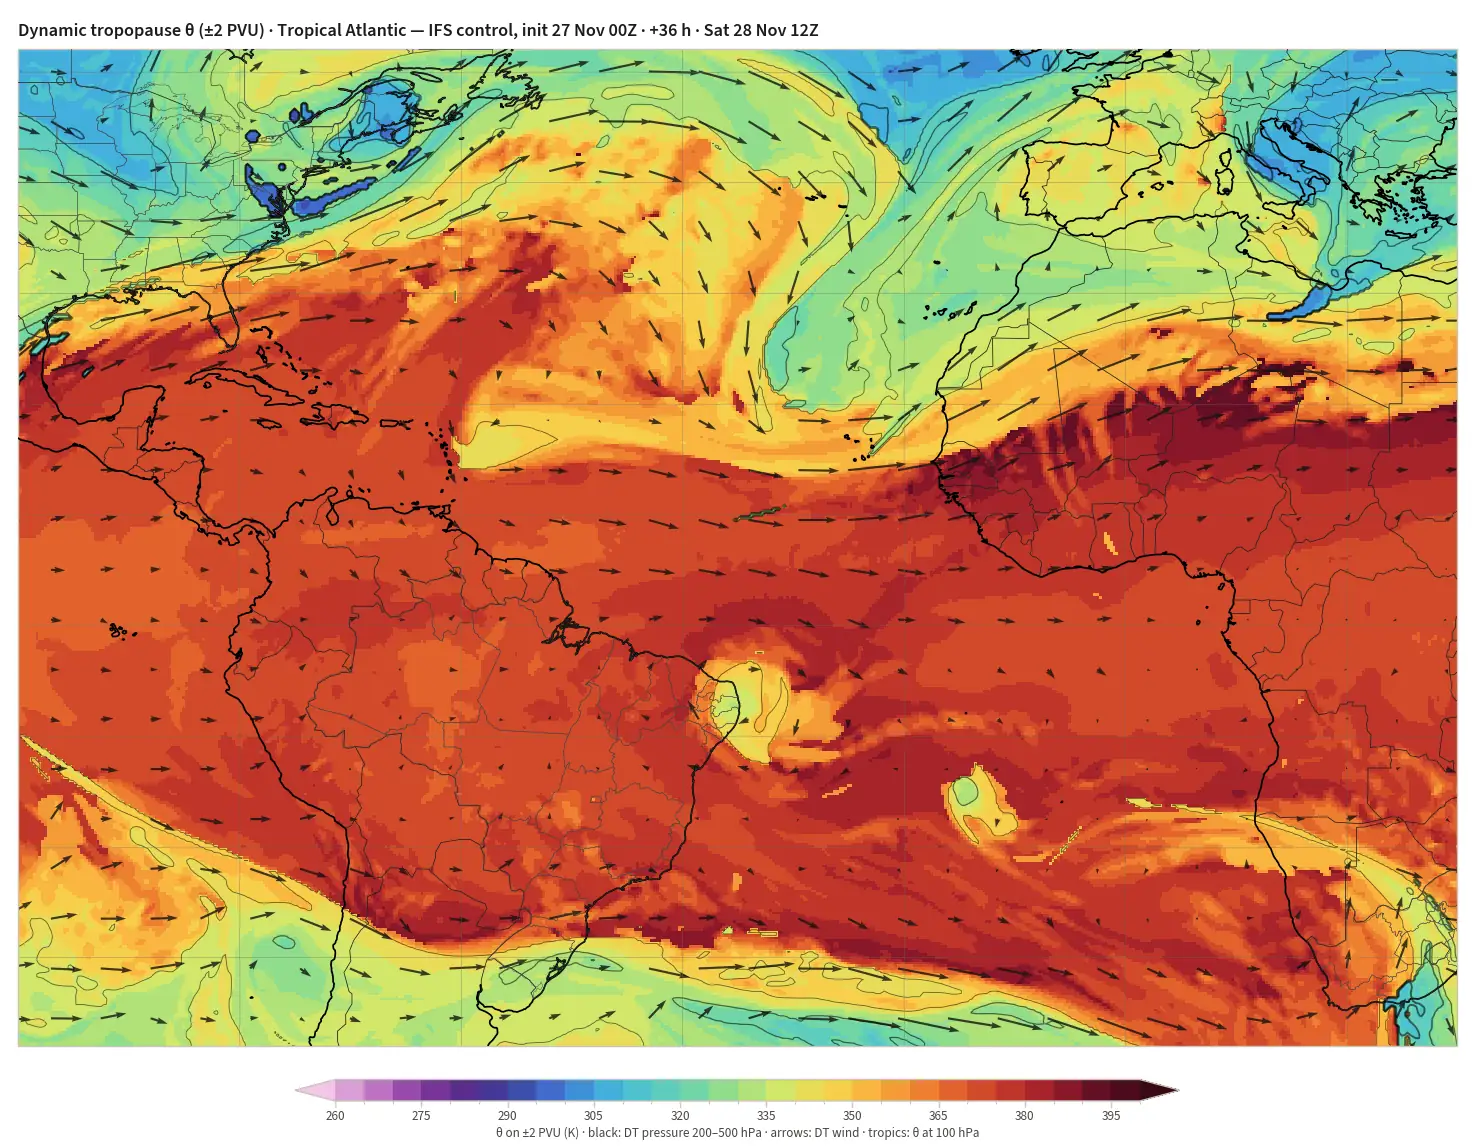 Dynamic tropopause θ (±2 PVU) · Tropical Atlantic — IFS control, init 27 Nov 00Z · +36 h · Sat 28 Nov 12Z
260 275 290 305 320 335 350 365 380 395
θ on ±2 PVU (K) · black: DT pressure 200–500 hPa · arrows: DT wind · tropics: θ at 100 hPa